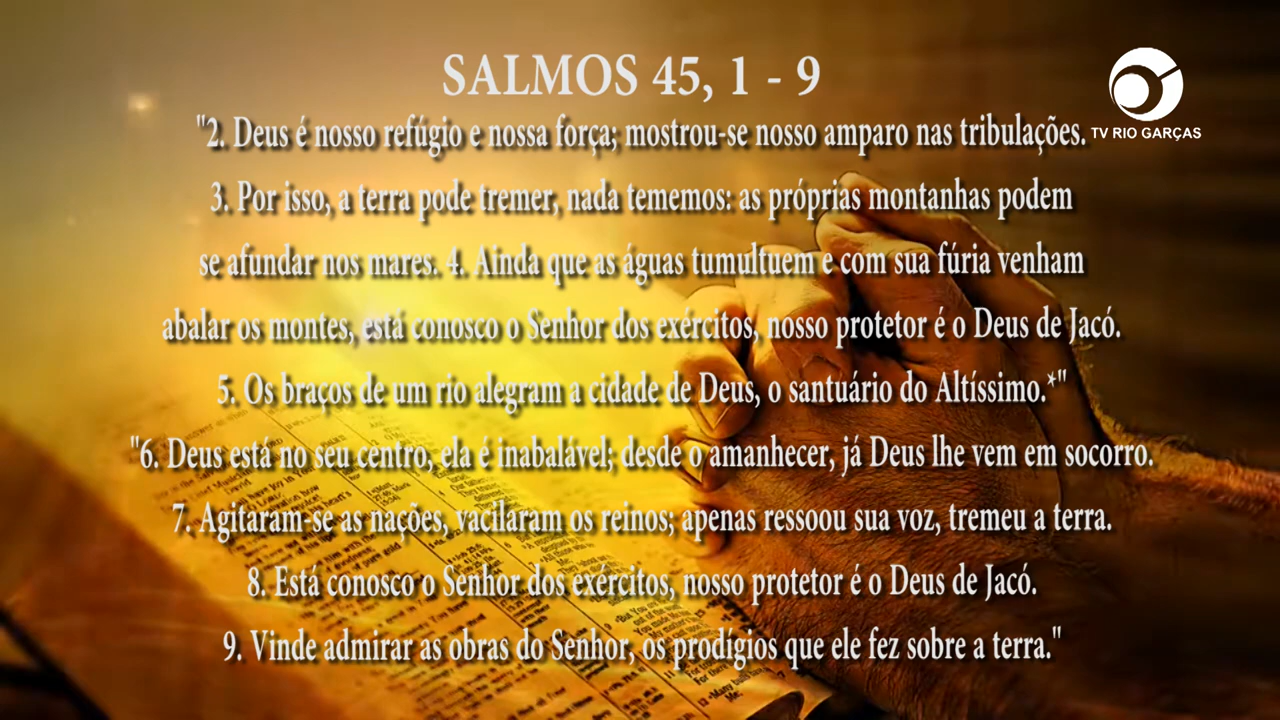 SALMOS 45, 1 - 9
TV RIO GARÇAS
"2. Deus é nosso refúgio e nossa força; mostrou-se nosso amparo nas tribulações.
3. Por isso, a terra pode tremer, nada tememos: as próprias montanhas podem
se afundar nos mares. 4. Ainda que as águas tumultuem e com sua fúria venham
abalar os montes, está conosco o Senhor dos exércitos, nosso protetor é o Deus de Jacó.
5. Os braços de um rio alegram a cidade de Deus, o santuário do Altíssimo.*"
"6. Deus está no seu centro, ela é inabalável; desde o amanhecer, já Deus lhe vem em socorro.
7. Agitaram-se as nações, vacilaram os reinos; apenas ressoou sua voz, tremeu a terra.
8. Está conosco o Senhor dos exércitos, nosso protetor é o Deus de Jacó.
9. Vinde admirar as obras do Senhor, os prodígios que ele fez sobre a terra."